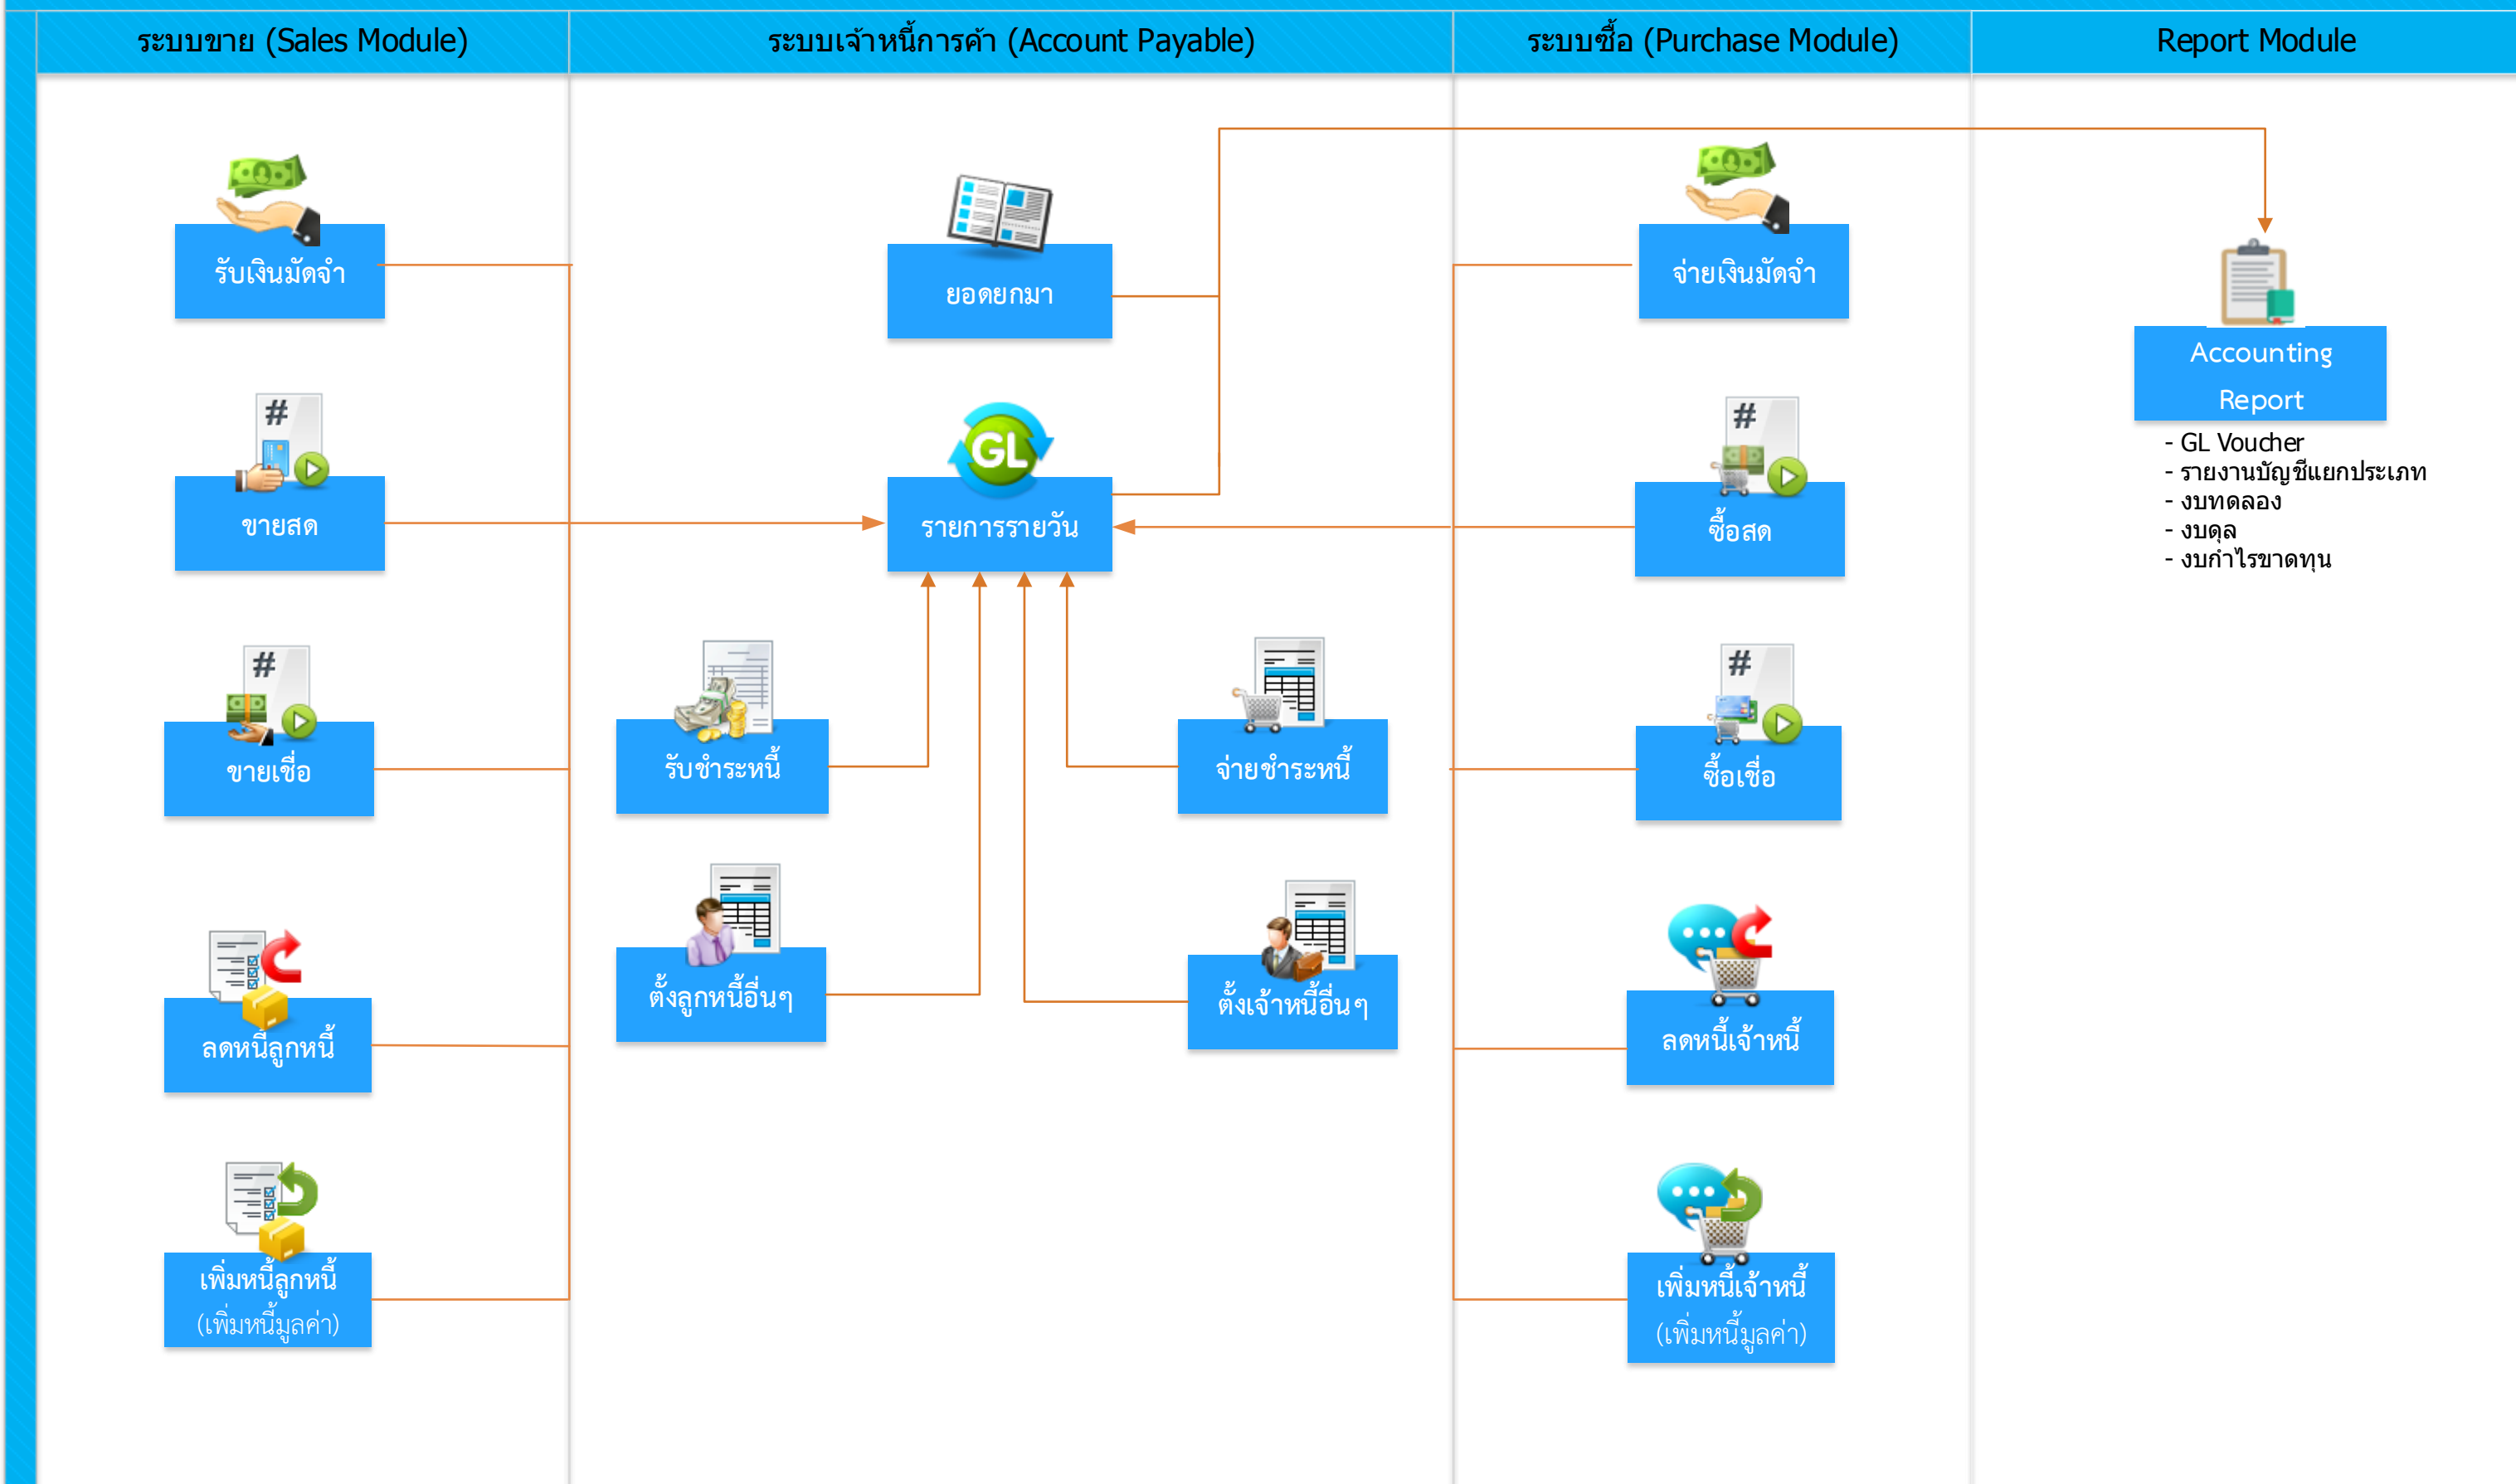 ระบบขาย (Sales Module)
ระบบเจ้าหนี้การค้า (Account Payable)
ระบบซื้อ (Purchase Module)
Report Module
รับเงินมัดจำ
#
ขายสด
#
ขายเชื่อ
ลดหนี้ลูกหนี้
เพิ่มหนี้ลูกหนี้
(เพิ่มหนี้มูลค่า)
ยอดยกมา
GL
รายการรายวัน
รับชำระหนี้
จ่ายชำระหนี้
ตั้งลูกหนี้อื่นๆ
ตั้งเจ้าหนี้อื่นๆ
จ่ายเงินมัดจำ
#
ซื้อสด
#
ซื้อเชื่อ
ลดหนี้เจ้าหนี้
เพิ่มหนี้เจ้าหนี้
(เพิ่มหนี้มูลค่า)
Accounting
Report
- GL Voucher
- รายงานบัญชีแยกประเภท
- งบทดลอง
- งบดุล
- งบกำไรขาดทุน